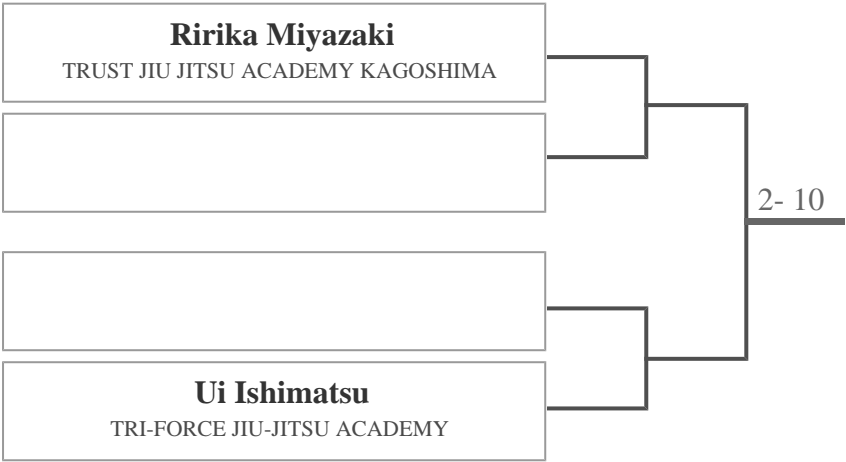 Ririka Miyazaki
TRUST JIU JITSU ACADEMY KAGOSHIMA
2- 10
Ui Ishimatsu
TRI-FORCE JIU-JITSU ACADEMY